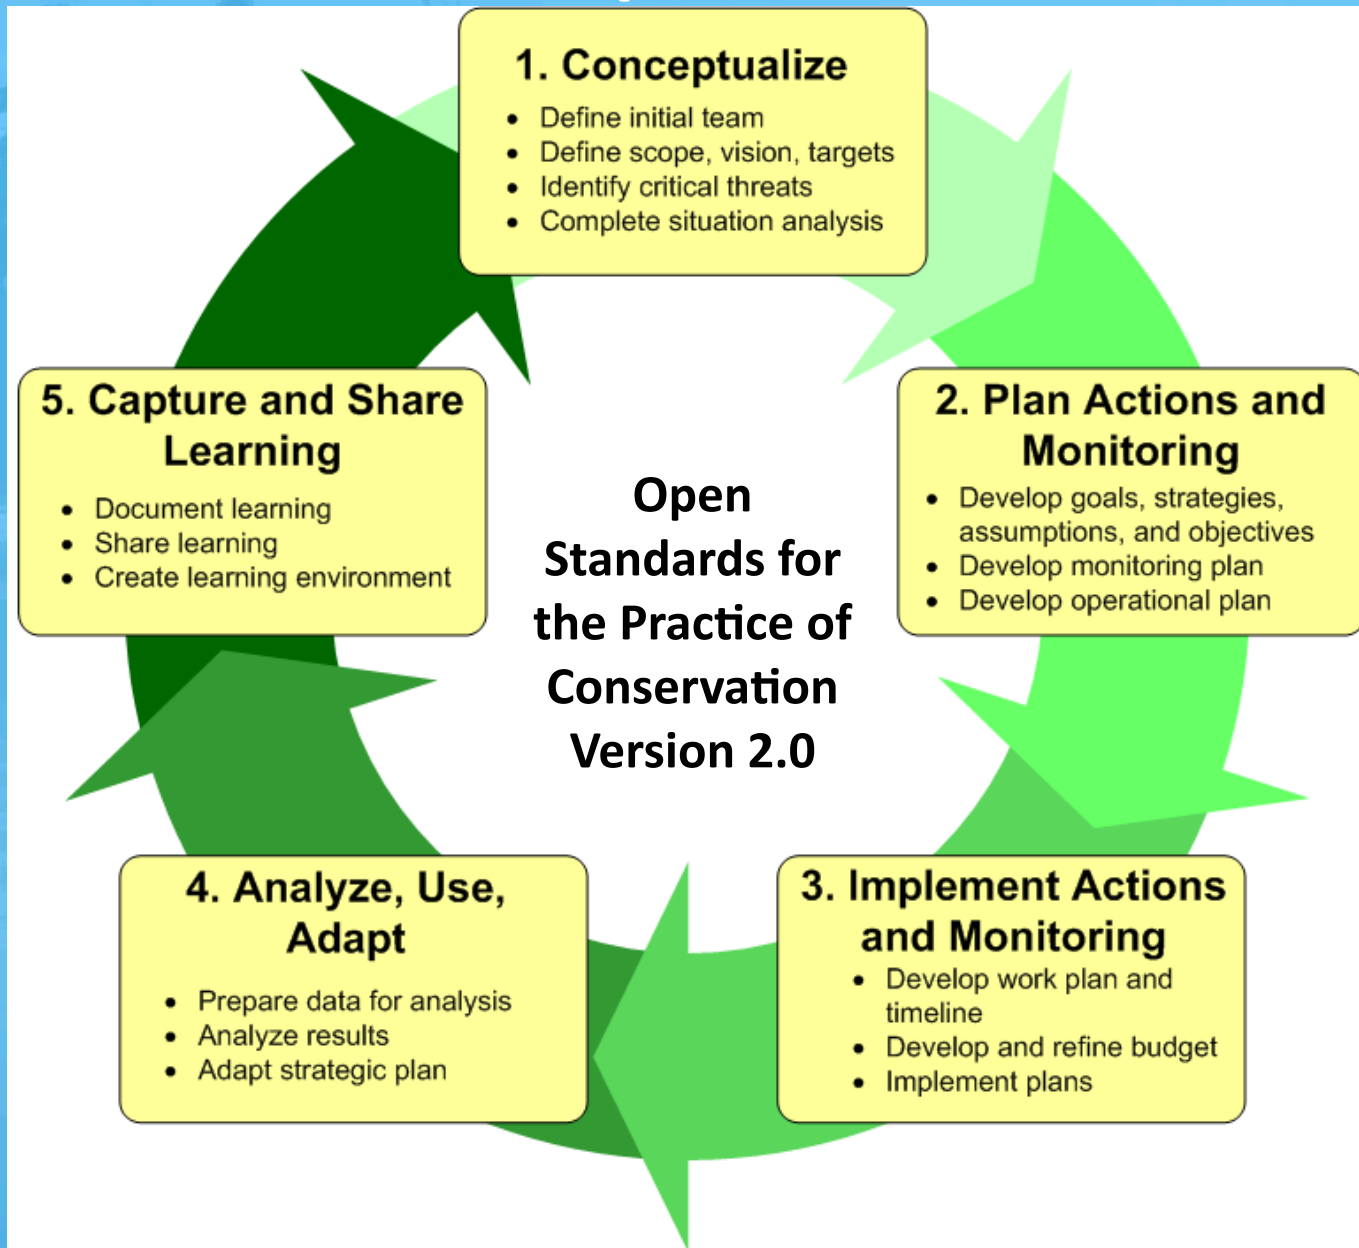 1. Conceptualize
• Define initial team
• Define scope, vision, targets
• Identify critical threats
• Complete situation analysis
2. Plan Actions and
Monitoring
• Develop goals, strategies,
assumptions, and objectives
• Develop monitoring plan
• Develop operational plan
3. Implement Actions
and Monitoring
• Develop work plan and
timeline
• Develop and refine budget
• Implement plans
4. Analyze, Use,
Adapt
• Prepare data for analysis
• Analyze results
• Adapt strategic plan
5. Capture and Share
Learning
• Document learning
• Share learning
• Create learning environment
Open
Standards for
the Practice of
Conservation
Version 2.0